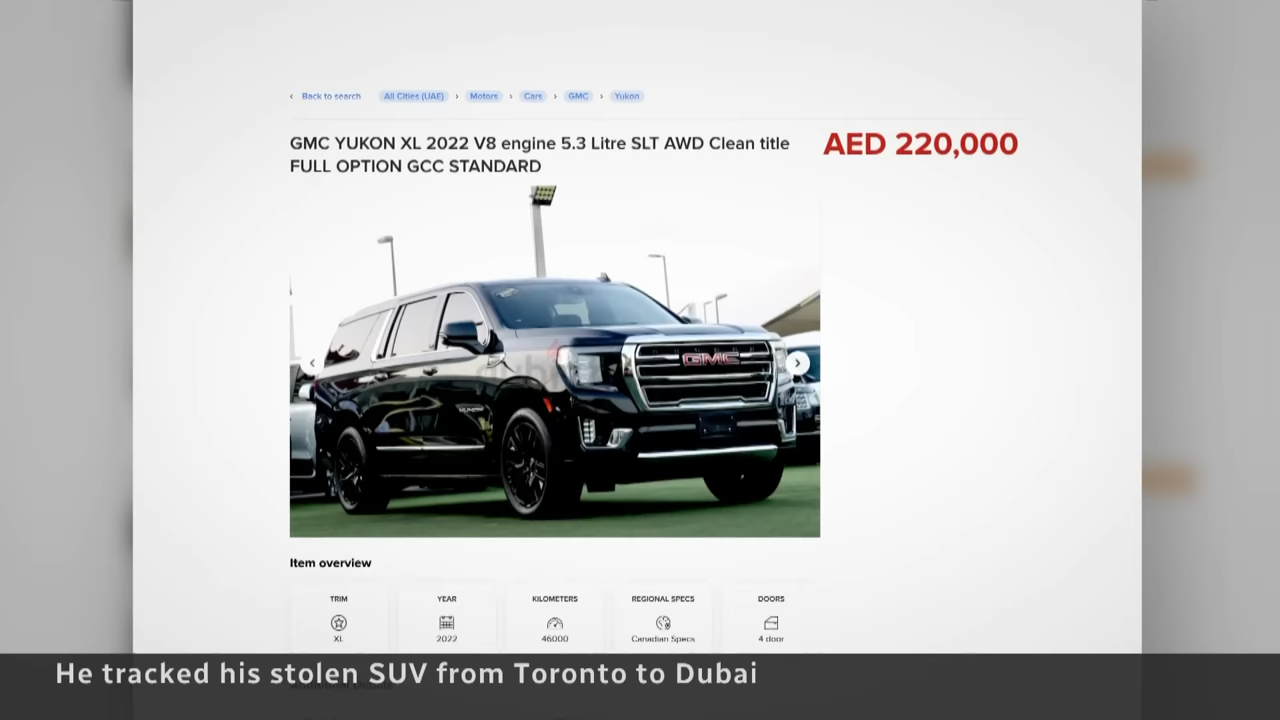 ‹ Back to search All Cities (UAE) › Motors › Cars › GMC › Yukon
GMC YUKON XL 2022 V8 engine 5.3 Litre SLT AWD Clean title
FULL OPTION GCC STANDARD
AED 220,000
GMC
Item overview
TRIM YEAR KILOMETERS REGIONAL SPECS DOORS
XL 2022 46000 Canadian Specs 4 door
He tracked his stolen SUV from Toronto to Dubai